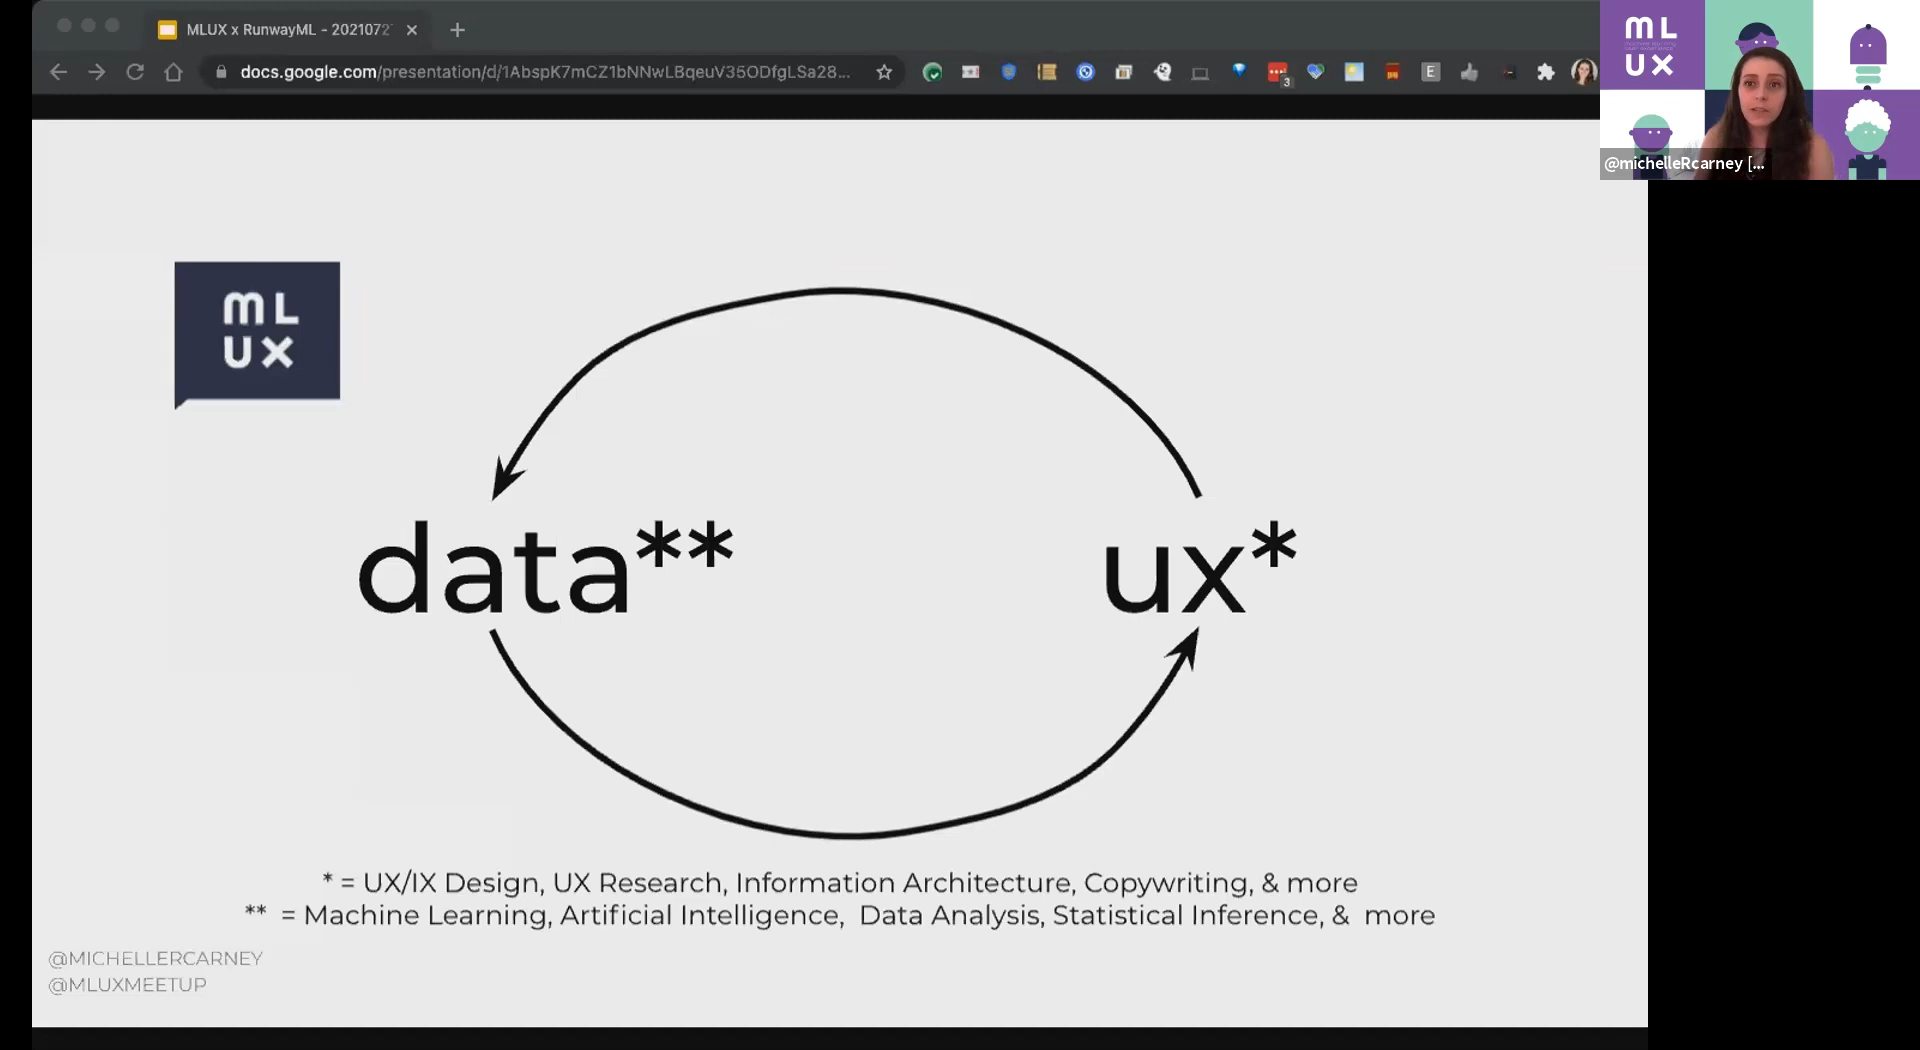 MLUX x RunwayML - 2021072
docs.google.com/presentation/d/1AbspK7mCZ1bNNwLBqeuV35ODfgLSa28...
3
E
ML
UX
@michelleRcarney [...
ML
UX
data** ux*
* = UX/IX Design, UX Research, Information Architecture, Copywriting, & more
** = Machine Learning, Artificial Intelligence, Data Analysis, Statistical Inference, & more
@MICHELLERCARNEY
@MLUXMEETUP